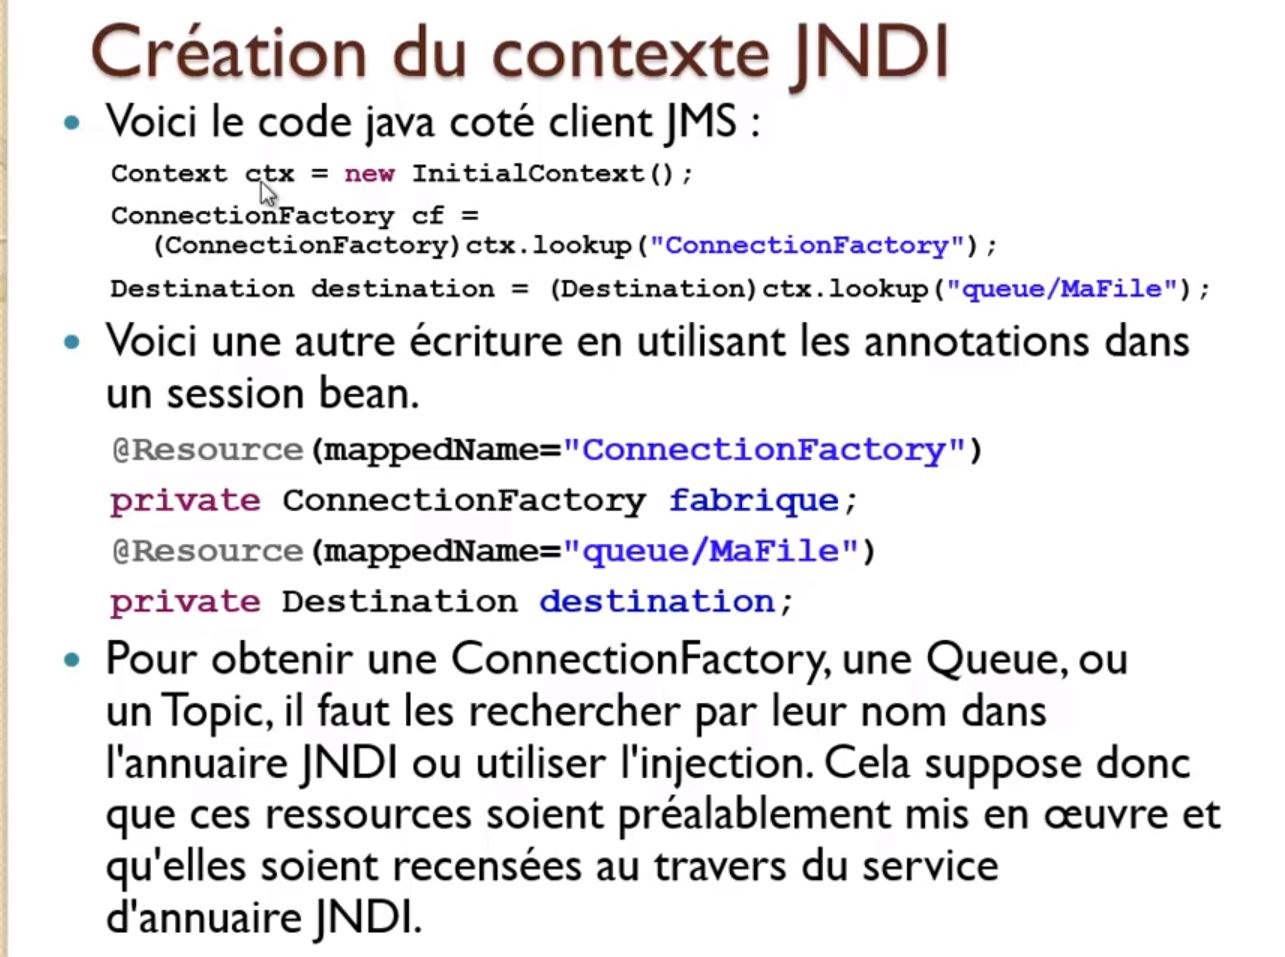 Création du contexte JNDI
Voici le code java coté client JMS :
Context ctx = new InitialContext();
ConnectionFactory cf =
(ConnectionFactory)ctx.lookup("ConnectionFactory");
Destination destination = (Destination)ctx.lookup("queue/MaFile");
Voici une autre écriture en utilisant les annotations dans
un session bean.
@Resource(mappedName="ConnectionFactory")
private ConnectionFactory fabrique;
@Resource(mappedName="queue/MaFile")
private Destination destination;
Pour obtenir une ConnectionFactory, une Queue, ou
un Topic, il faut les rechercher par leur nom dans
l'annuaire JNDI ou utiliser l'injection. Cela suppose donc
que ces ressources soient préalablement mis en œuvre et
qu'elles soient recensées au travers du service
d'annuaire JNDI.